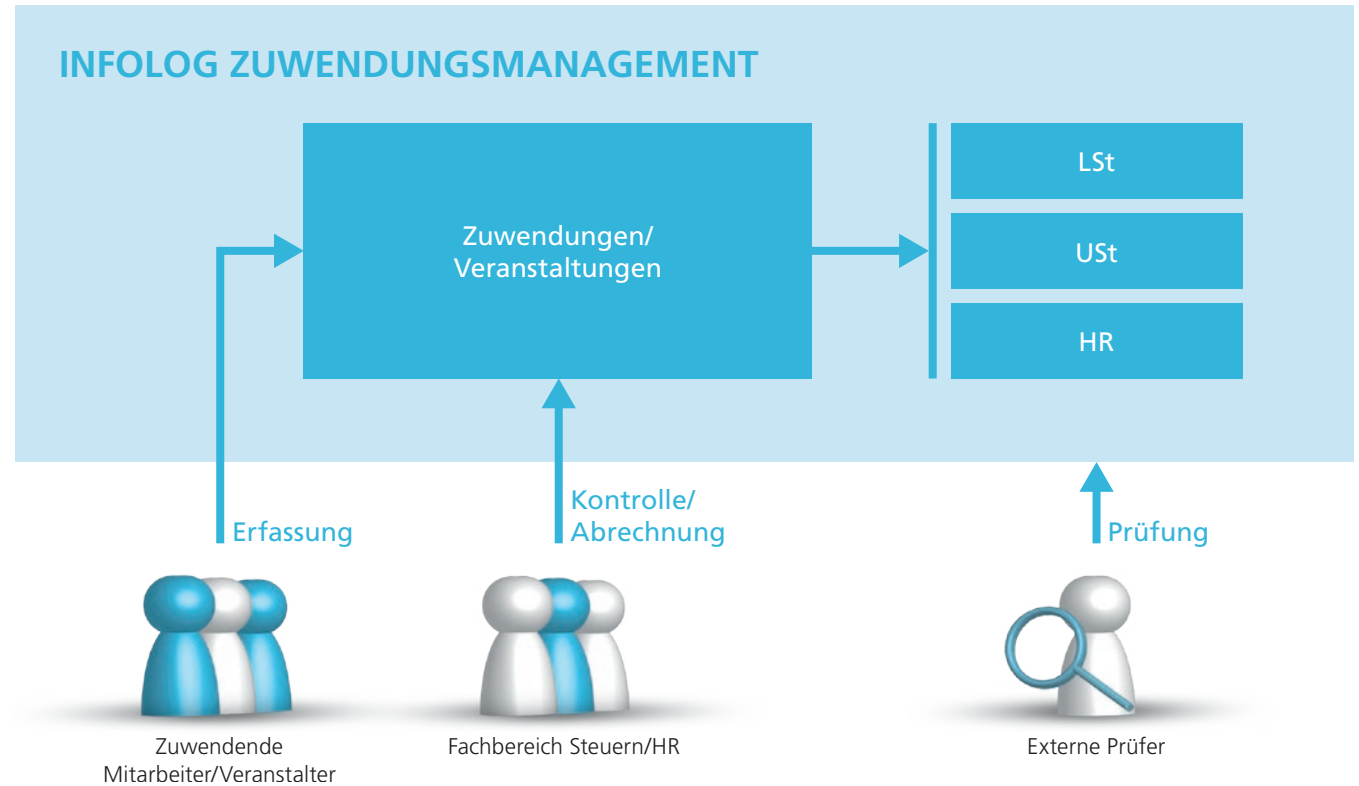 INFOLOG ZUWENDUNGSMANAGEMENT
Zuwendungen/
Veranstaltungen
LSt
USt
HR
Erfassung
Kontrolle/
Abrechnung
Prüfung
Zuwendende
Mitarbeiter/Veranstalter
Fachbereich Steuern/HR
Externe Prüfer